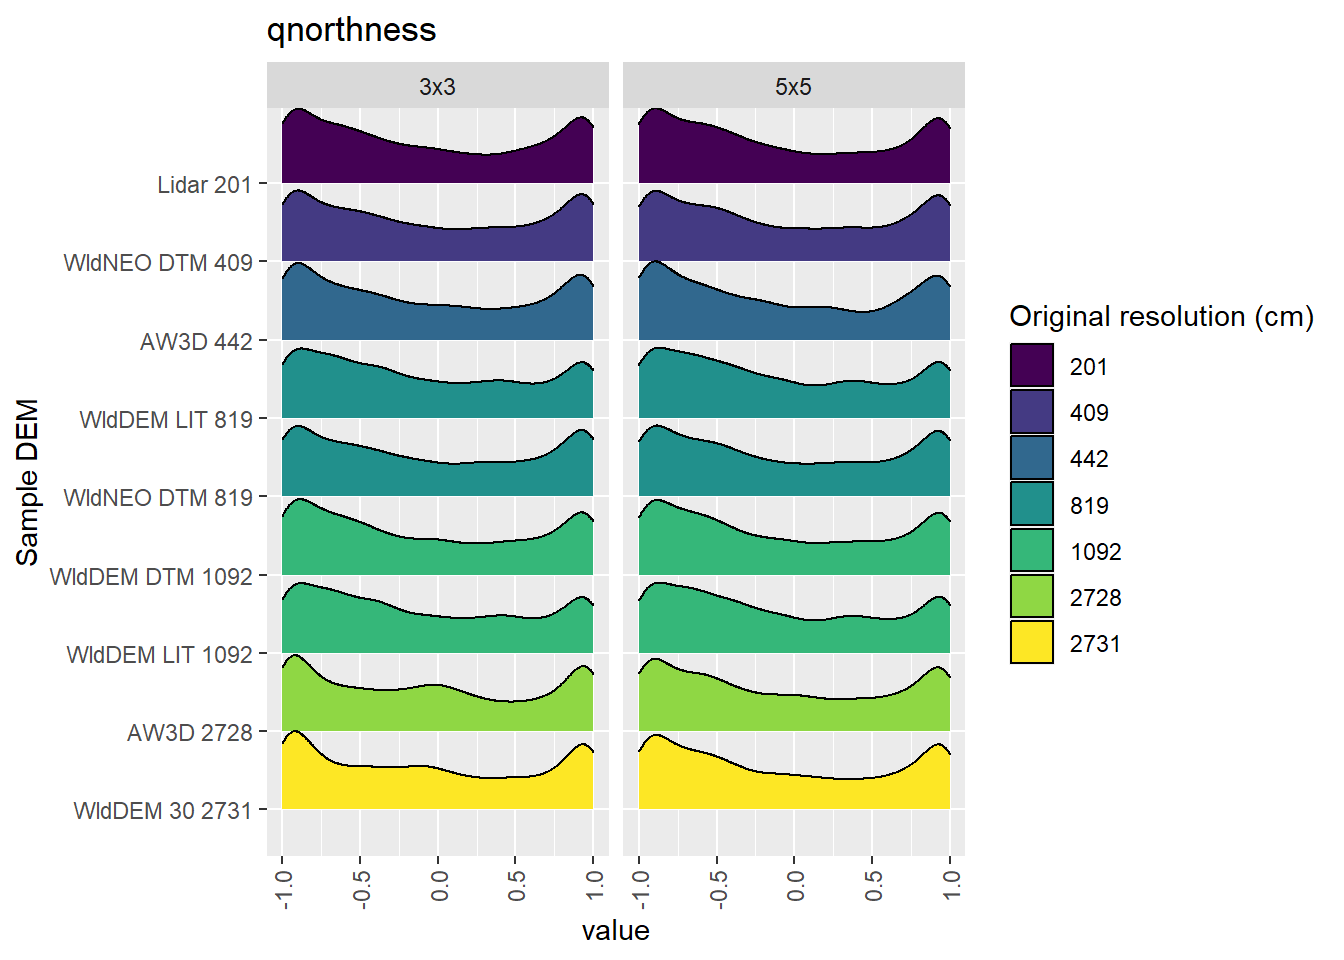 qnorthness
3x3
5x5
Sample DEM
Lidar 201
WldNEO DTM 409
AW3D 442
WldDEM LIT 819
WldNEO DTM 819
WldDEM DTM 1092
WldDEM LIT 1092
AW3D 2728
WldDEM 30 2731
-1.0
-0.5
0.0
0.5
1.0
-1.0
-0.5
0.0
0.5
1.0
value
Original resolution (cm)
201
409
442
819
1092
2728
2731